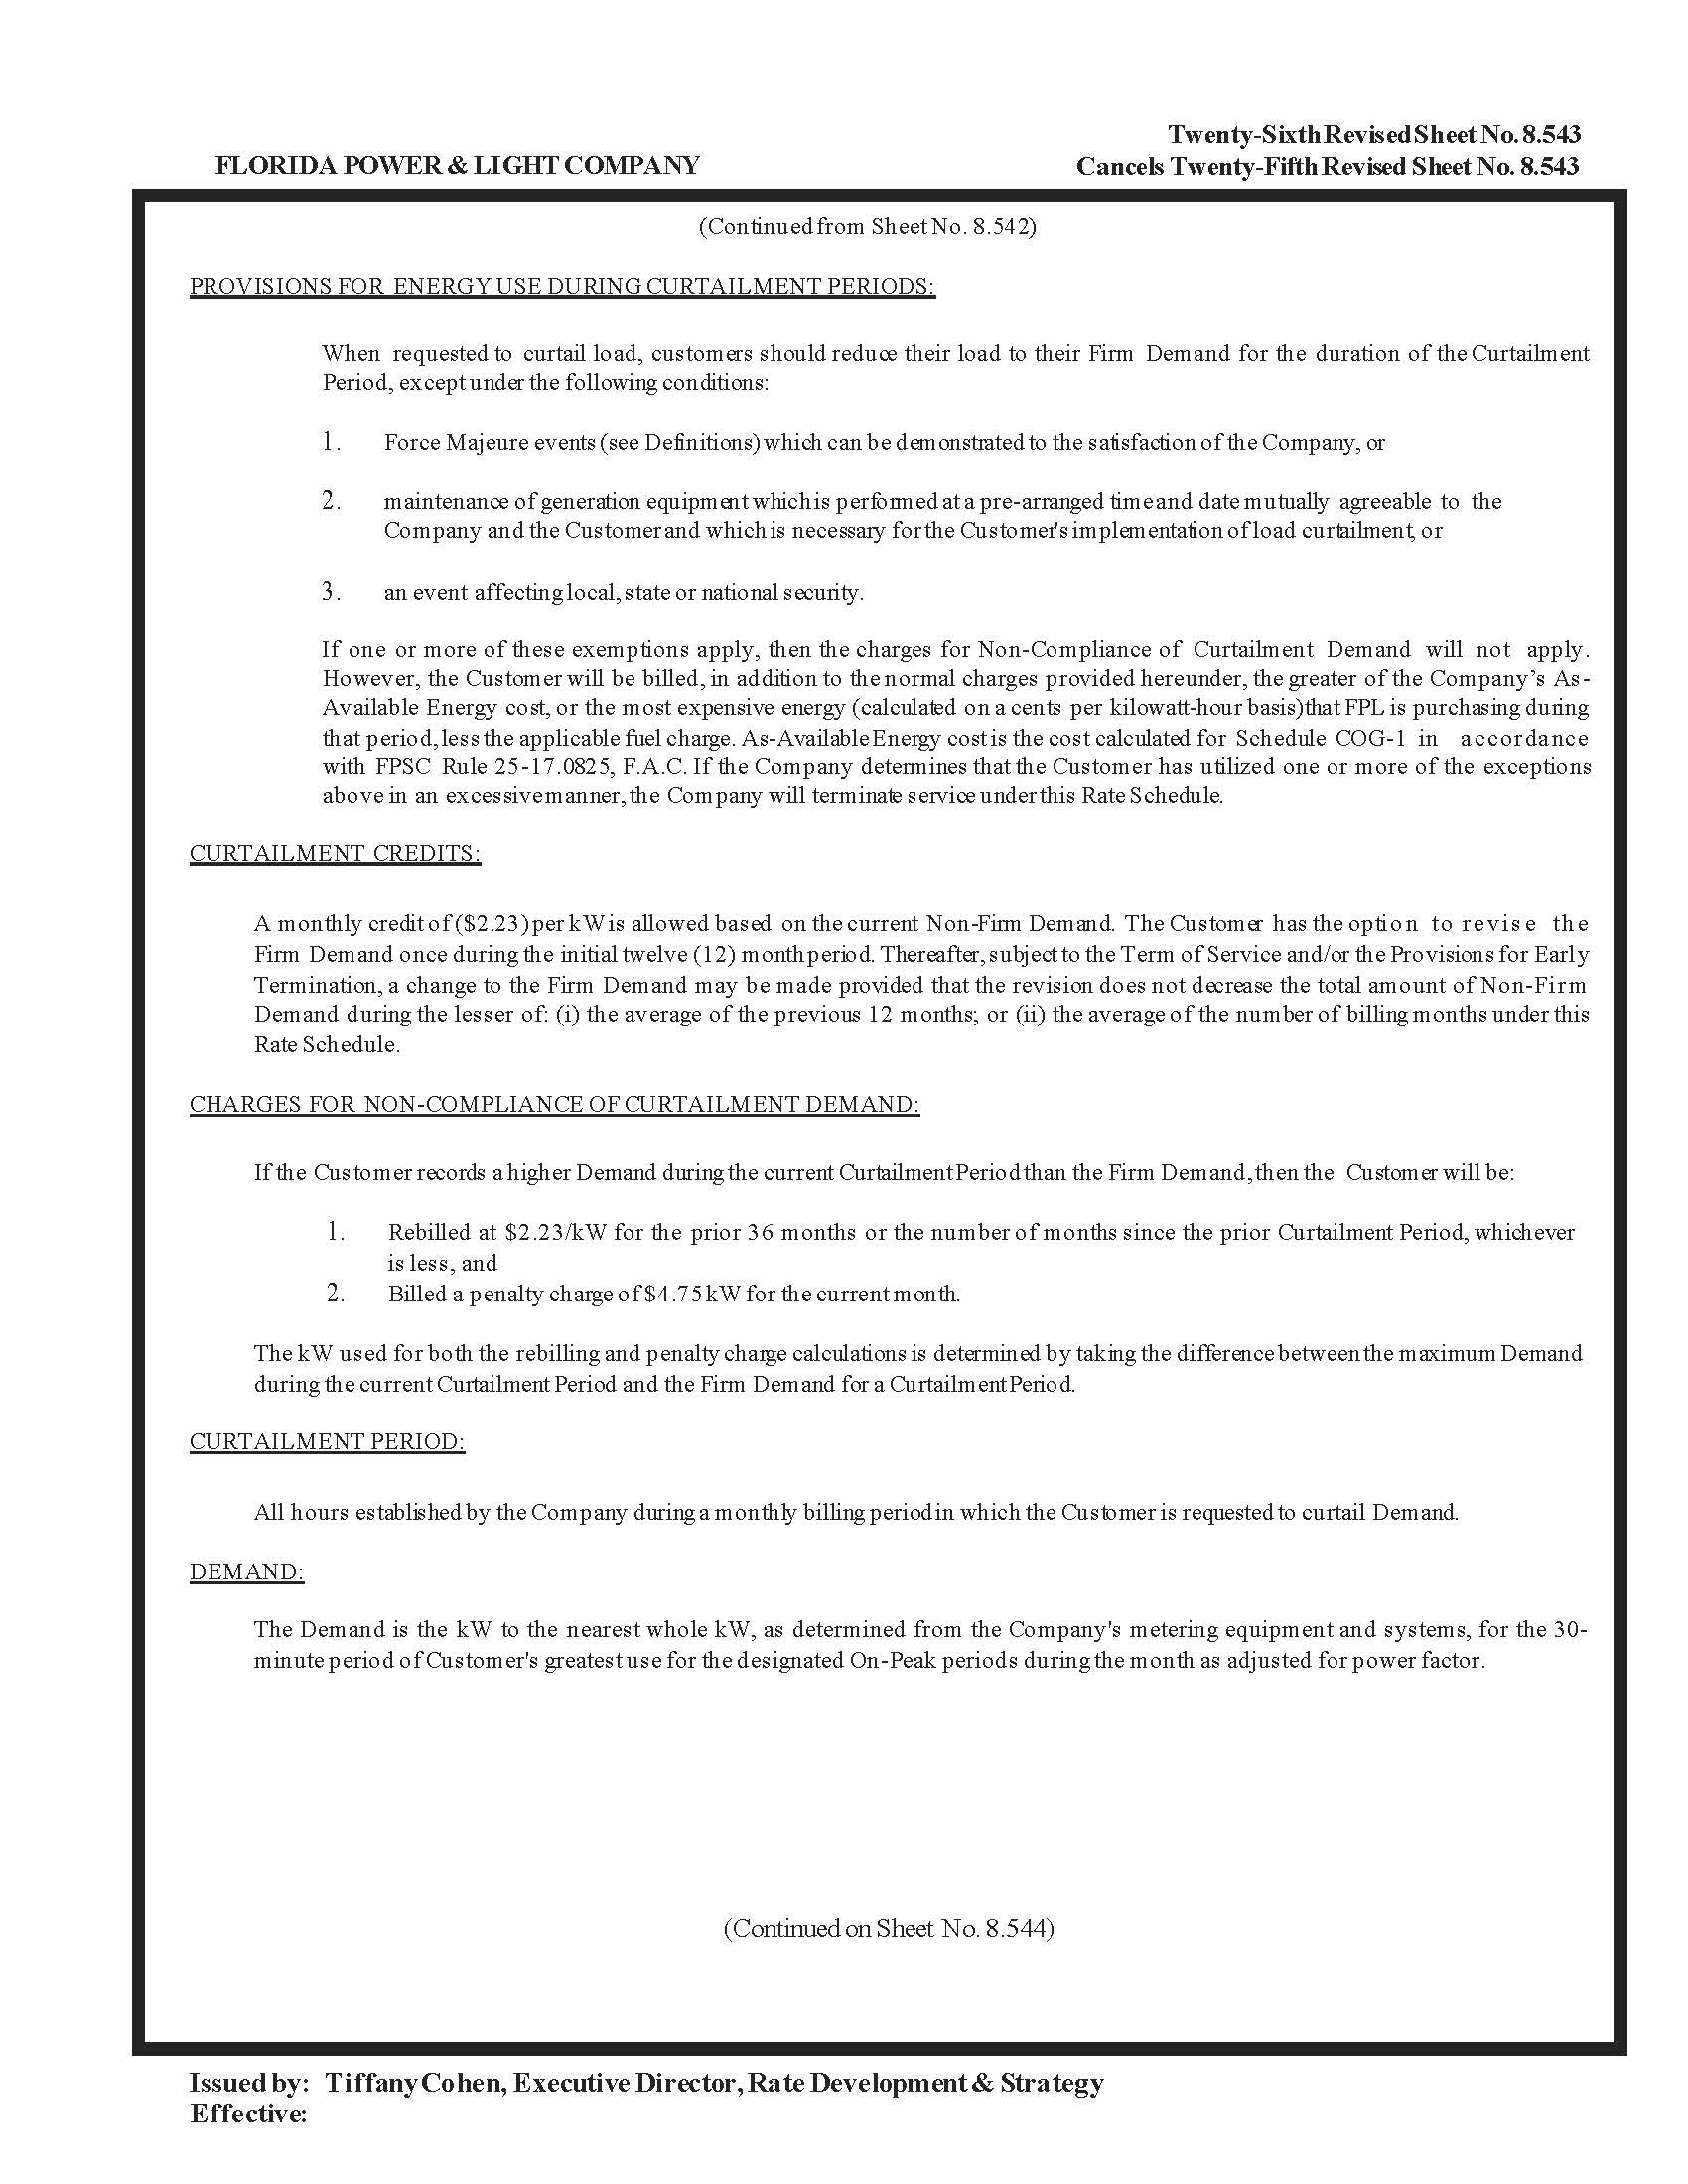 Twenty-Sixth Revised Sheet No. 8.543
FLORIDA POWER & LIGHT COMPANY
Cancels Twenty-Fifth Revised Sheet No. 8.543
(Continued from Sheet No. 8.542)
PROVISIONS FOR ENERGY USE DURING CURTAILMENT PERIODS:
When requested to curtail load, customers should reduce their load to their Firm Demand for the duration of the Curtailment
Period, except under the following conditions:
1. Force Majeure events (see Definitions) which can be demonstrated to the satisfaction of the Company, or
2. maintenance of generation equipment which is performed at a pre-arranged time and date mutually agreeable to the
Company and the Customer and which is necessary for the Customer's implementation of load curtailment, or
3. an event affecting local, state or national security.
If one or more of these exemptions apply, then the charges for Non-Compliance of Curtailment Demand will not apply.
However, the Customer will be billed, in addition to the normal charges provided hereunder, the greater of the Company’s As-
Available Energy cost, or the most expensive energy (calculated on a cents per kilowatt-hour basis) that FPL is purchasing during
that period, less the applicable fuel charge. As-Available Energy cost is the cost calculated for Schedule COG-1 in accordance
with FPSC Rule 25-17.0825, F.A.C. If the Company determines that the Customer has utilized one or more of the exceptions
above in an excessive manner, the Company will terminate service under this Rate Schedule.
CURTAILMENT CREDITS:
A monthly credit of ($2.23) per kW is allowed based on the current Non-Firm Demand. The Customer has the option to revise the
Firm Demand once during the initial twelve (12) month period. Thereafter, subject to the Term of Service and/or the Provisions for Early
Termination, a change to the Firm Demand may be made provided that the revision does not decrease the total amount of Non-Firm
Demand during the lesser of: (i) the average of the previous 12 months; or (ii) the average of the number of billing months under this
Rate Schedule.
CHARGES FOR NON-COMPLIANCE OF CURTAILMENT DEMAND:
If the Customer records a higher Demand during the current Curtailment Period than the Firm Demand, then the Customer will be:
1. Rebilled at $2.23/kW for the prior 36 months or the number of months since the prior Curtailment Period, whichever
is less, and
2. Billed a penalty charge of $4.75 kW for the current month.
The kW used for both the rebilling and penalty charge calculations is determined by taking the difference between the maximum Demand
during the current Curtailment Period and the Firm Demand for a Curtailment Period.
CURTAILMENT PERIOD:
All hours established by the Company during a monthly billing period in which the Customer is requested to curtail Demand.
DEMAND:
The Demand is the kW to the nearest whole kW, as determined from the Company's metering equipment and systems, for the 30-
minute period of Customer's greatest use for the designated On-Peak periods during the month as adjusted for power factor.
(Continued on Sheet No. 8.544)
Issued by: Tiffany Cohen, Executive Director, Rate Development & Strategy
Effective: